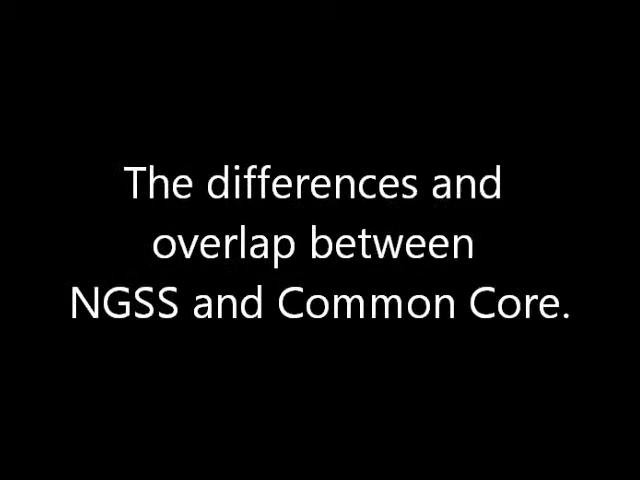 The differences and
overlap between
NGSS and Common Core.